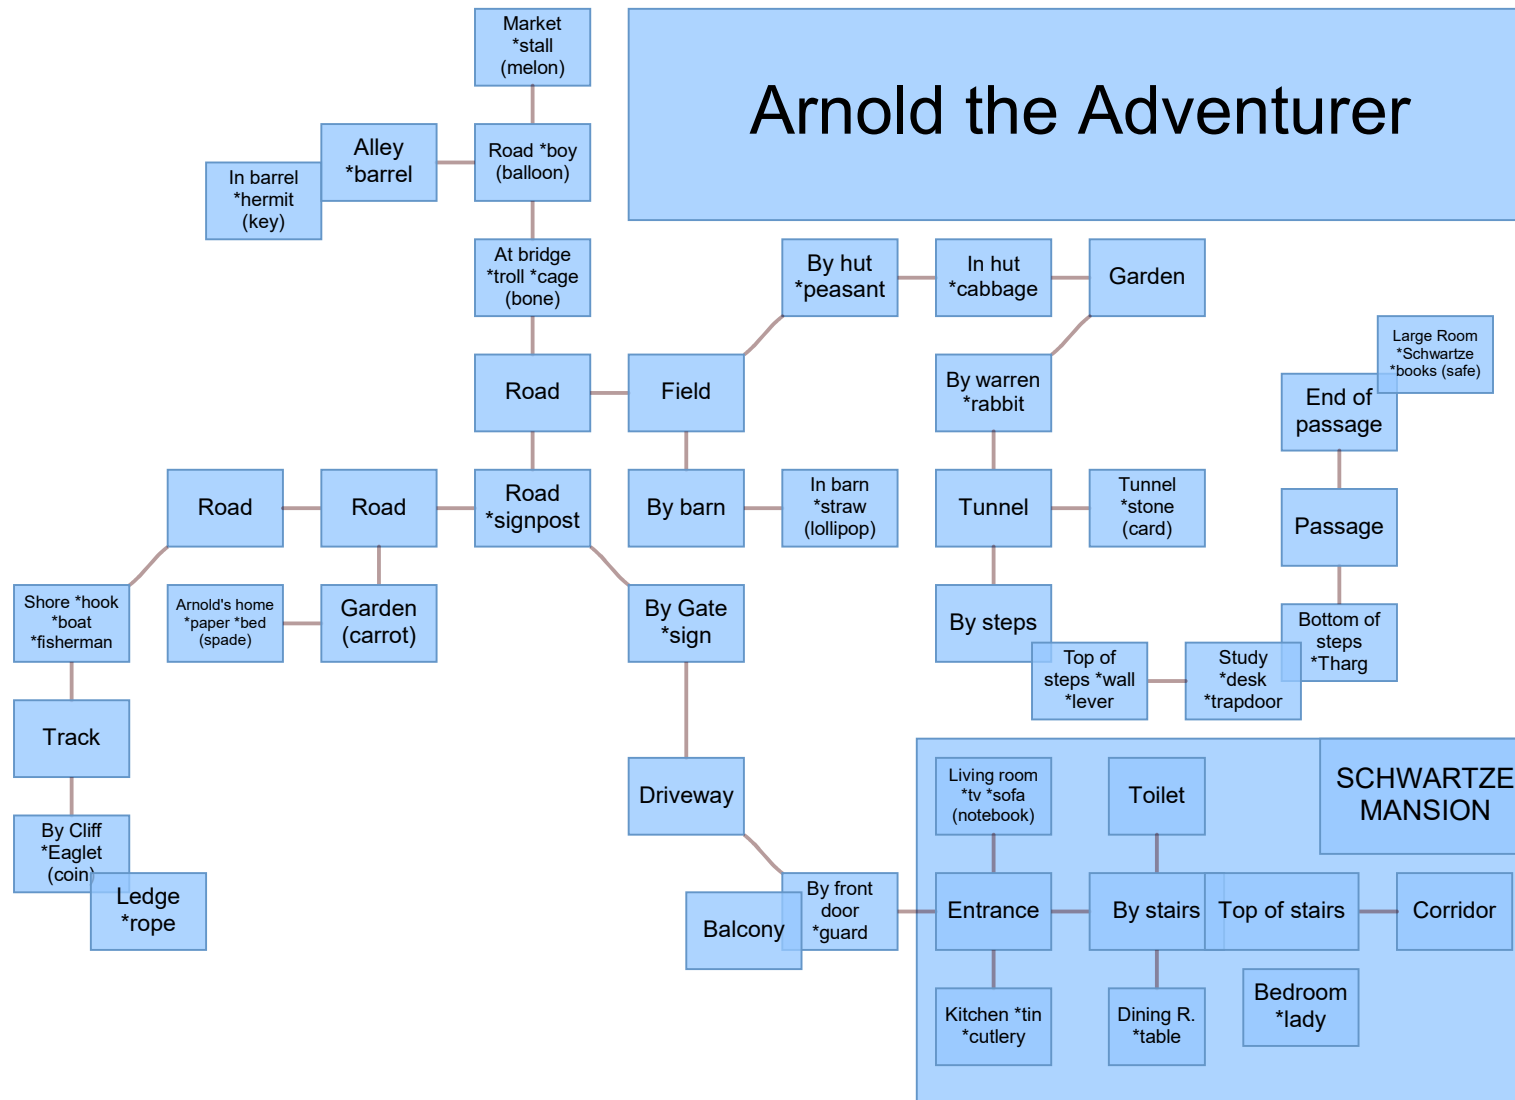 Market
*stall
(melon)
Arnold the Adventurer
Alley
*barrel
Road *boy
(balloon)
In barrel
*hermit
(key)
At bridge
*troll *cage
(bone)
By hut
*peasant
In hut
*cabbage
Garden
Large Room
*Schwartze
*books (safe)
Road
Field
By warren
*rabbit
End of
passage
Road
Road
Road
*signpost
By barn
In barn
*straw
(lollipop)
Tunnel
Tunnel
*stone
(card)
Passage
Shore *hook
*boat
*fisherman
Arnold's home
*paper *bed
(spade)
Garden
(carrot)
By Gate
*sign
By steps
Top of
steps *wall
*lever
Study
*desk
*trapdoor
Bottom of
steps
*Tharg
Track
Driveway
Living room
*tv *sofa
(notebook)
Toilet
SCHWARTZE
MANSION
By Cliff
*Eaglet
(coin)
Ledge
*rope
Balcony
By front
door
*guard
Entrance
By stairs
Top of stairs
Corridor
Kitchen *tin
*cutlery
Dining R.
*table
Bedroom
*lady